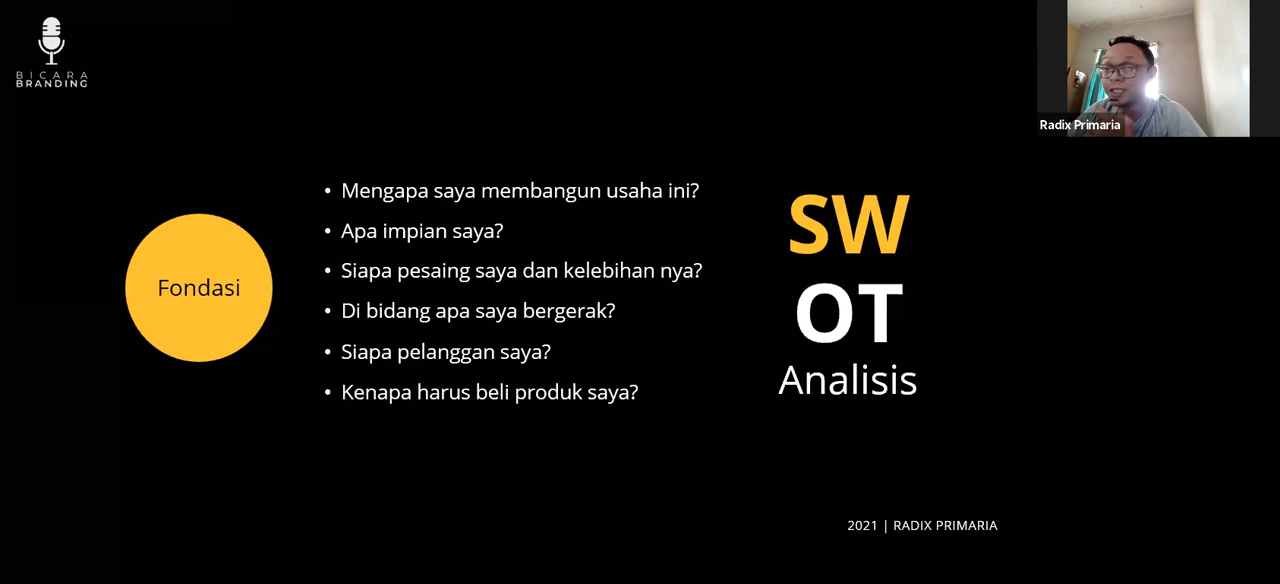 BICARA
BRANDING
Radix Primaria
Fondasi
• Mengapa saya membangun usaha ini?
• Apa impian saya?
• Siapa pesaing saya dan kelebihan nya?
• Di bidang apa saya bergerak?
• Siapa pelanggan saya?
• Kenapa harus beli produk saya?
SW
OT
Analisis
2021 | RADIX PRIMARIA